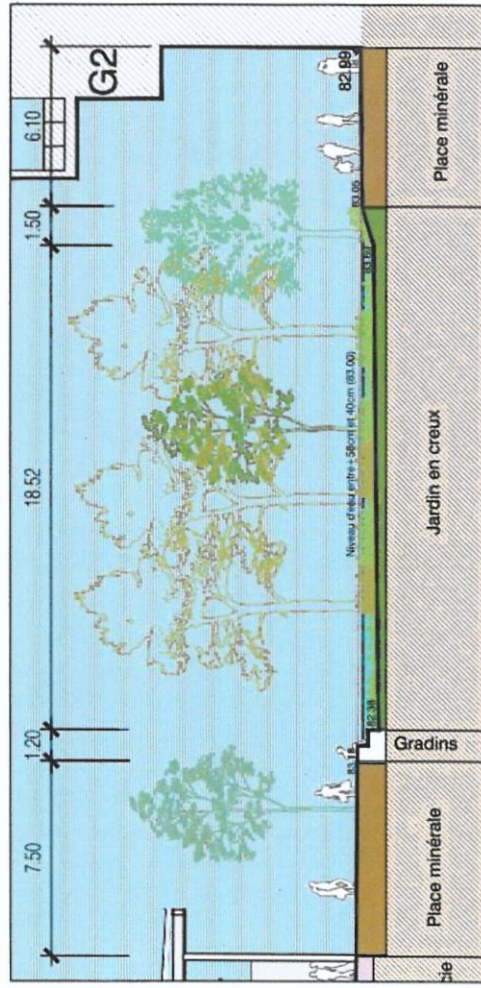 7.50
1.20
18.52
1.50
6.10
G2
Niveau d'eau entre +58cm et 40cm (83.00)
83.18
82.38
83.05
82.99
cie
Place minérale
Gradins
Jardin en creux
Place minérale